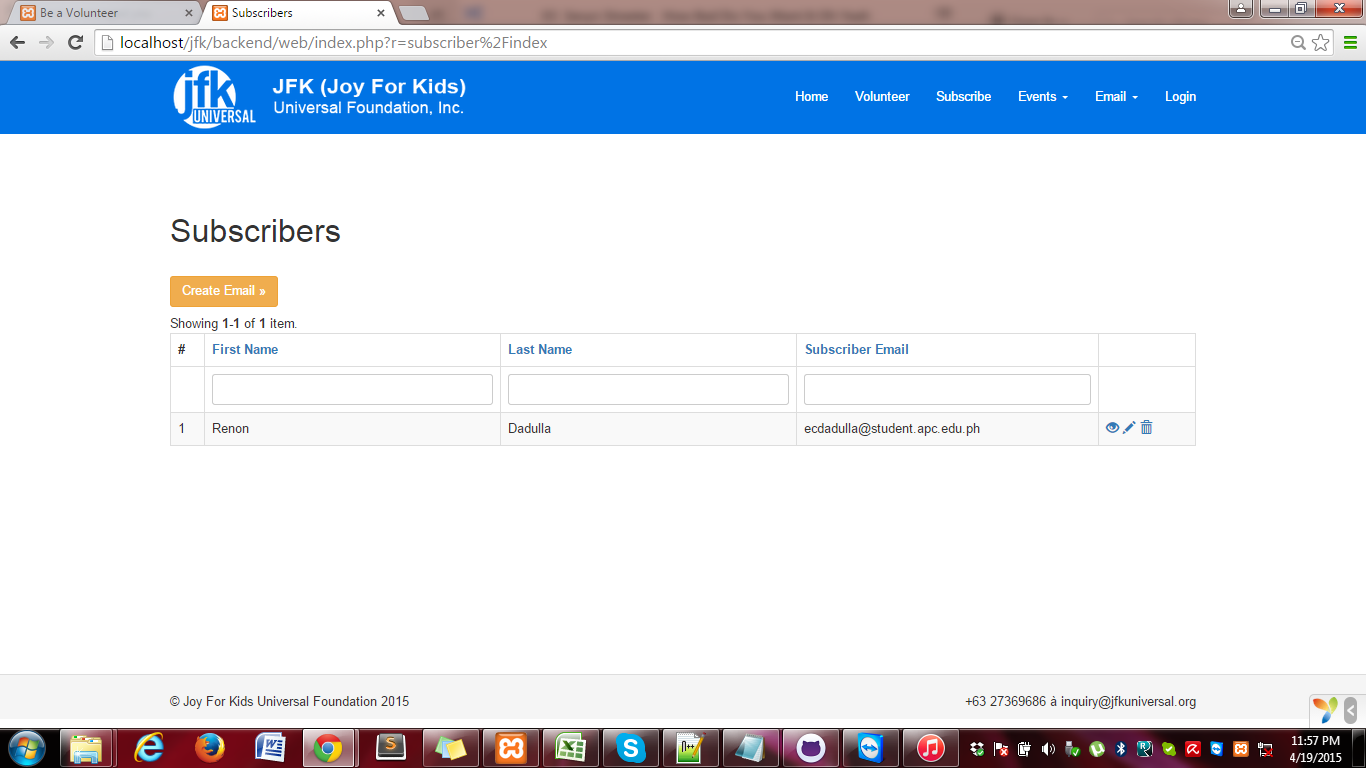 Be a Volunteer
Subscribers
localhost/jfk/backend/web/index.php?r=subscriber%2Findex
jfk UNIVERSAL
JFK (Joy For Kids)
Universal Foundation, Inc.
Home Volunteer Subscribe Events Email Login
Subscribers
Create Email »
Showing 1-1 of 1 item.
# First Name Last Name Subscriber Email
1 Renon Dadulla ecdadulla@student.apc.edu.ph
© Joy For Kids Universal Foundation 2015
+63 27369686 à inquiry@jfkuniversal.org
11:57 PM
4/19/2015